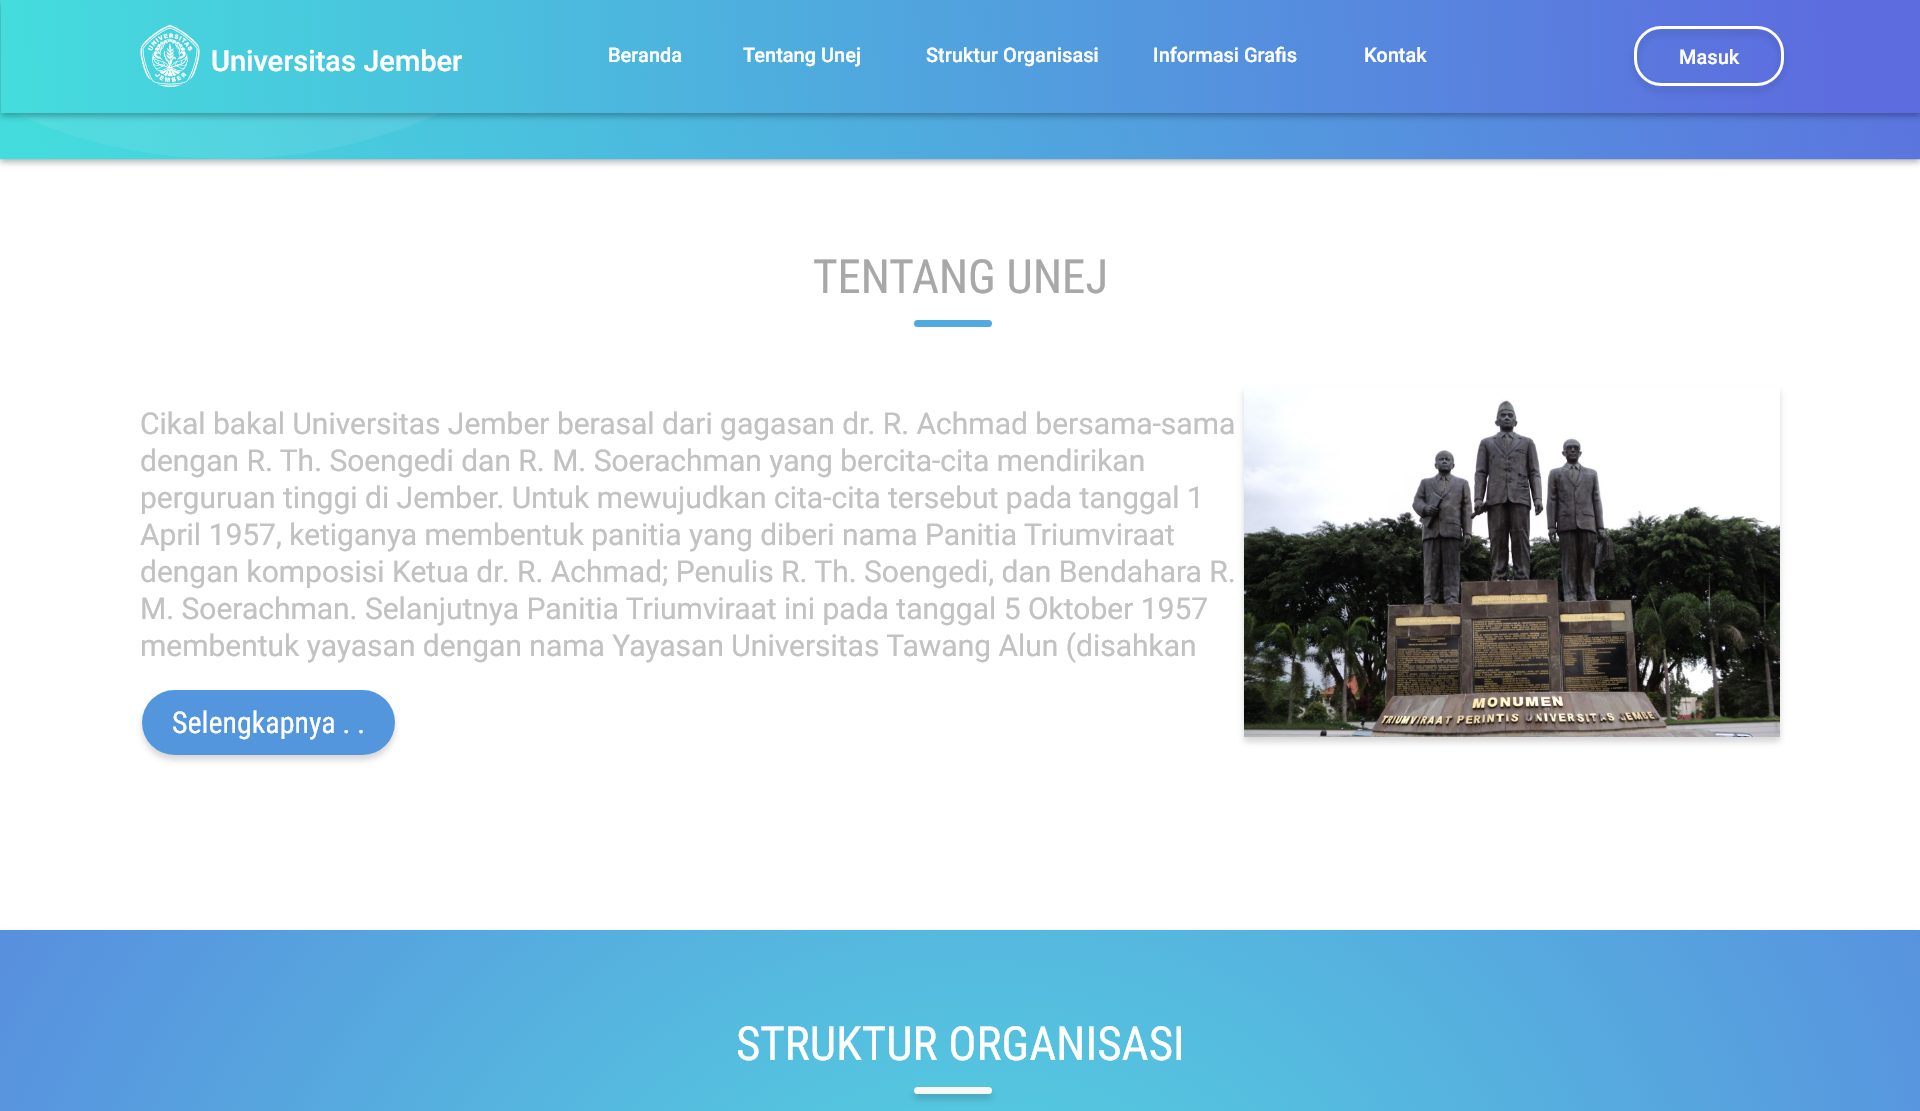 UNIVERSITAS
JEMBER
Universitas Jember
Beranda
Tentang Unej
Struktur Organisasi
Informasi Grafis
Kontak
Masuk
TENTANG UNEJ
Cikal bakal Universitas Jember berasal dari gagasan dr. R. Achmad bersama-sama
dengan R. Th. Soengedi dan R. M. Soerachman yang bercita-cita mendirikan
perguruan tinggi di Jember. Untuk mewujudkan cita-cita tersebut pada tanggal 1
April 1957, ketiganya membentuk panitia yang diberi nama Panitia Triumviraat
dengan komposisi Ketua dr. R. Achmad; Penulis R. Th. Soengedi, dan Bendahara R.
M. Soerachman. Selanjutnya Panitia Triumviraat ini pada tanggal 5 Oktober 1957
membentuk yayasan dengan nama Yayasan Universitas Tawang Alun (disahkan
Selengkapnya . .
MONUMEN
TRIUMVIRAAT PERINTIS UNIVERSITAS JEMBE
STRUKTUR ORGANISASI